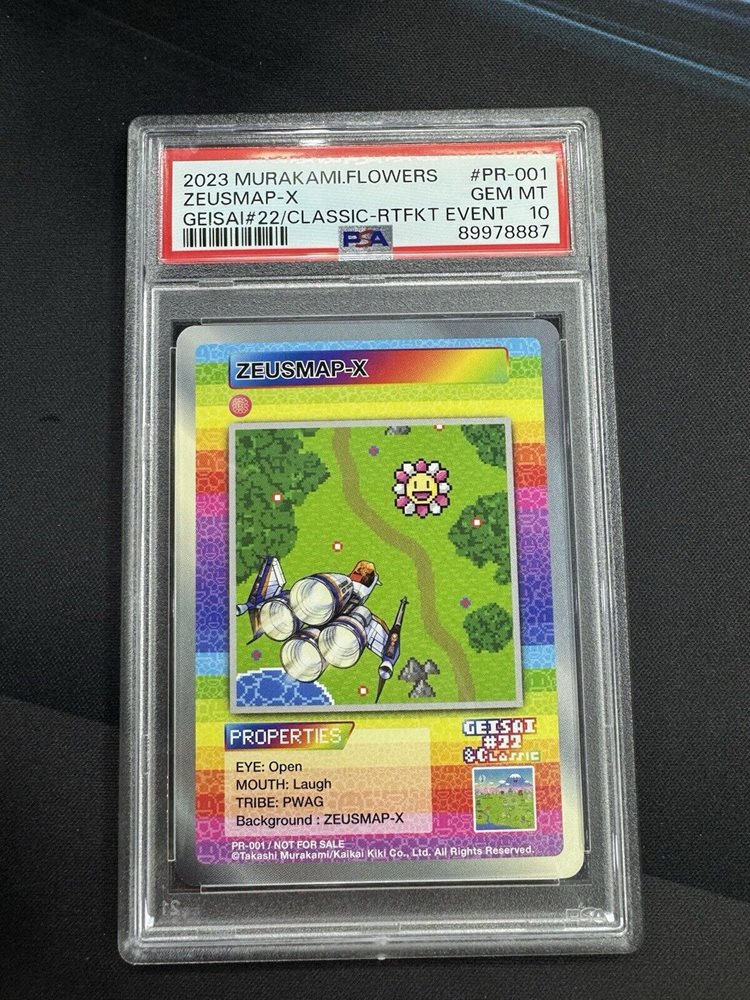 2023 MURAKAMI.FLOWERS #PR-001
ZEUSMAP-X GEM MT
GEISAI#22/CLASSIC-RTFKT EVENT 10
PSA 89978887
ZEUSMAP-X
PROPERTIES
EYE: Open
MOUTH: Laugh
TRIBE: PWAG
Background : ZEUSMAP-X
GEISAI
#22
&CLASSIC
PR-001 / NOT FOR SALE
©Takashi Murakami/Kaikai Kiki Co., Ltd. All Rights Reserved.